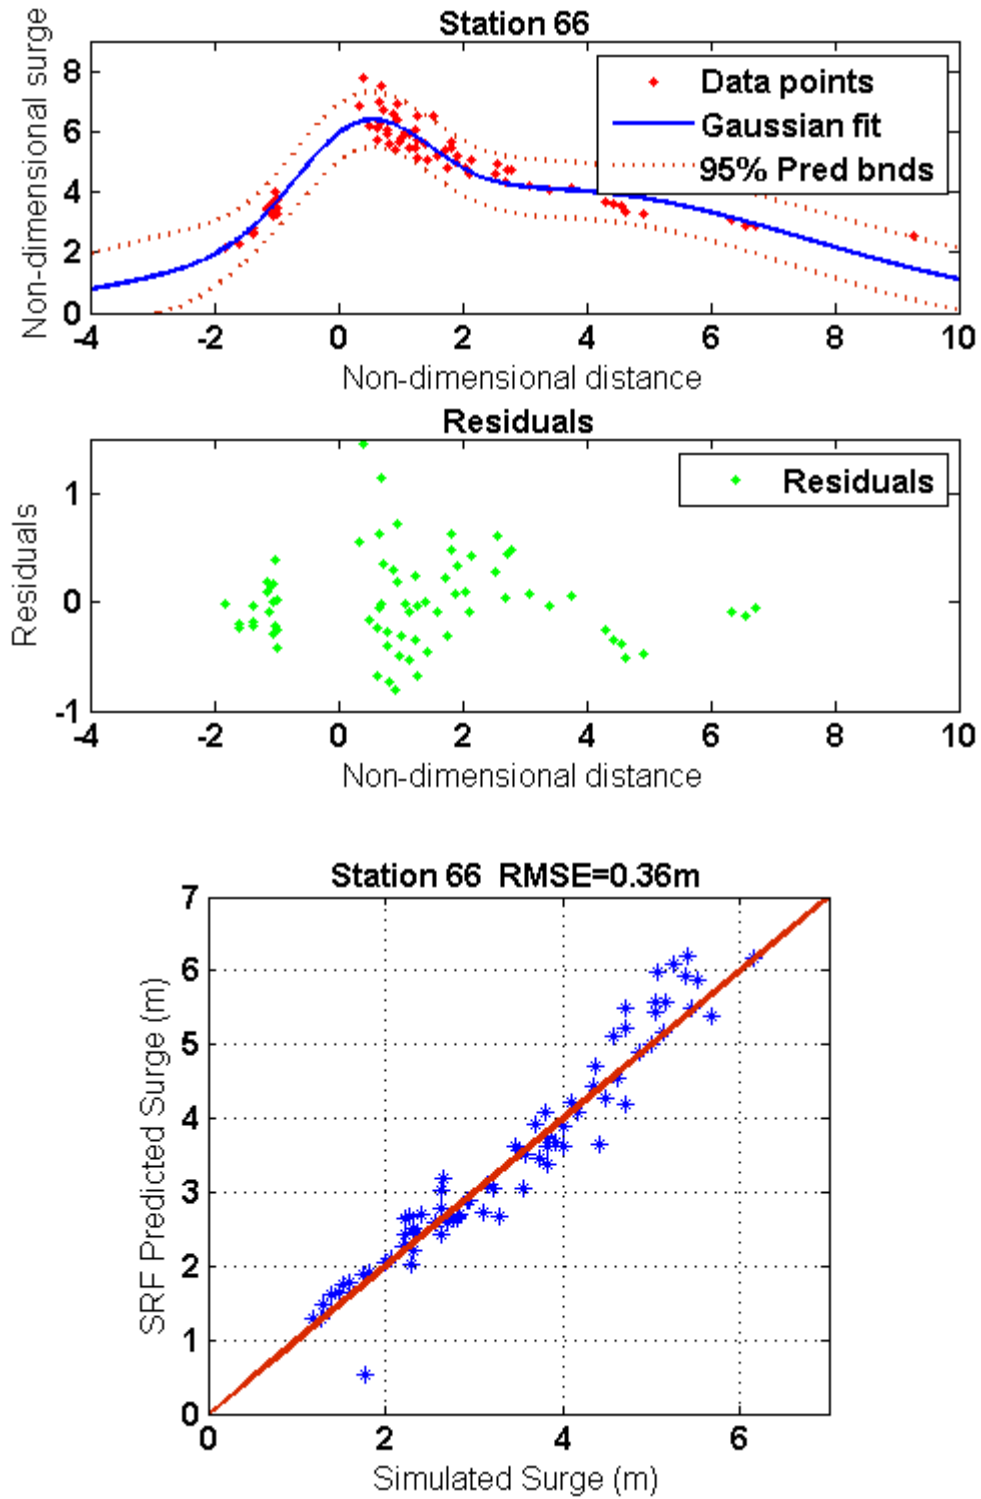 Station 66
Non-dimensional surge
8
6
4
2
0
Data points
Gaussian fit
95% Pred bnds
-4 -2 0 2 4 6 8 10
Non-dimensional distance
Residuals
Residuals
1
0
-1
Residuals
-4 -2 0 2 4 6 8 10
Non-dimensional distance
Station 66 RMSE=0.36m
SRF Predicted Surge (m)
7
6
5
4
3
2
1
0
0 2 4 6
Simulated Surge (m)